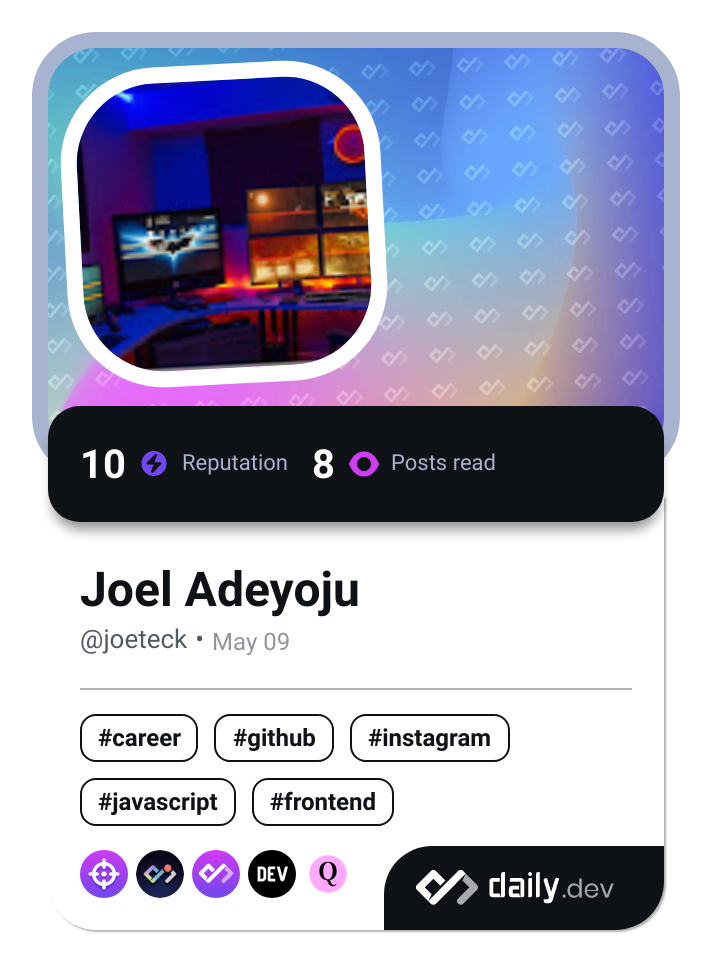 10 Reputation 8 Posts read
Joel Adeyoju
@joeteck • May 09
#career #github #instagram
#javascript #frontend
DEV Q daily.dev